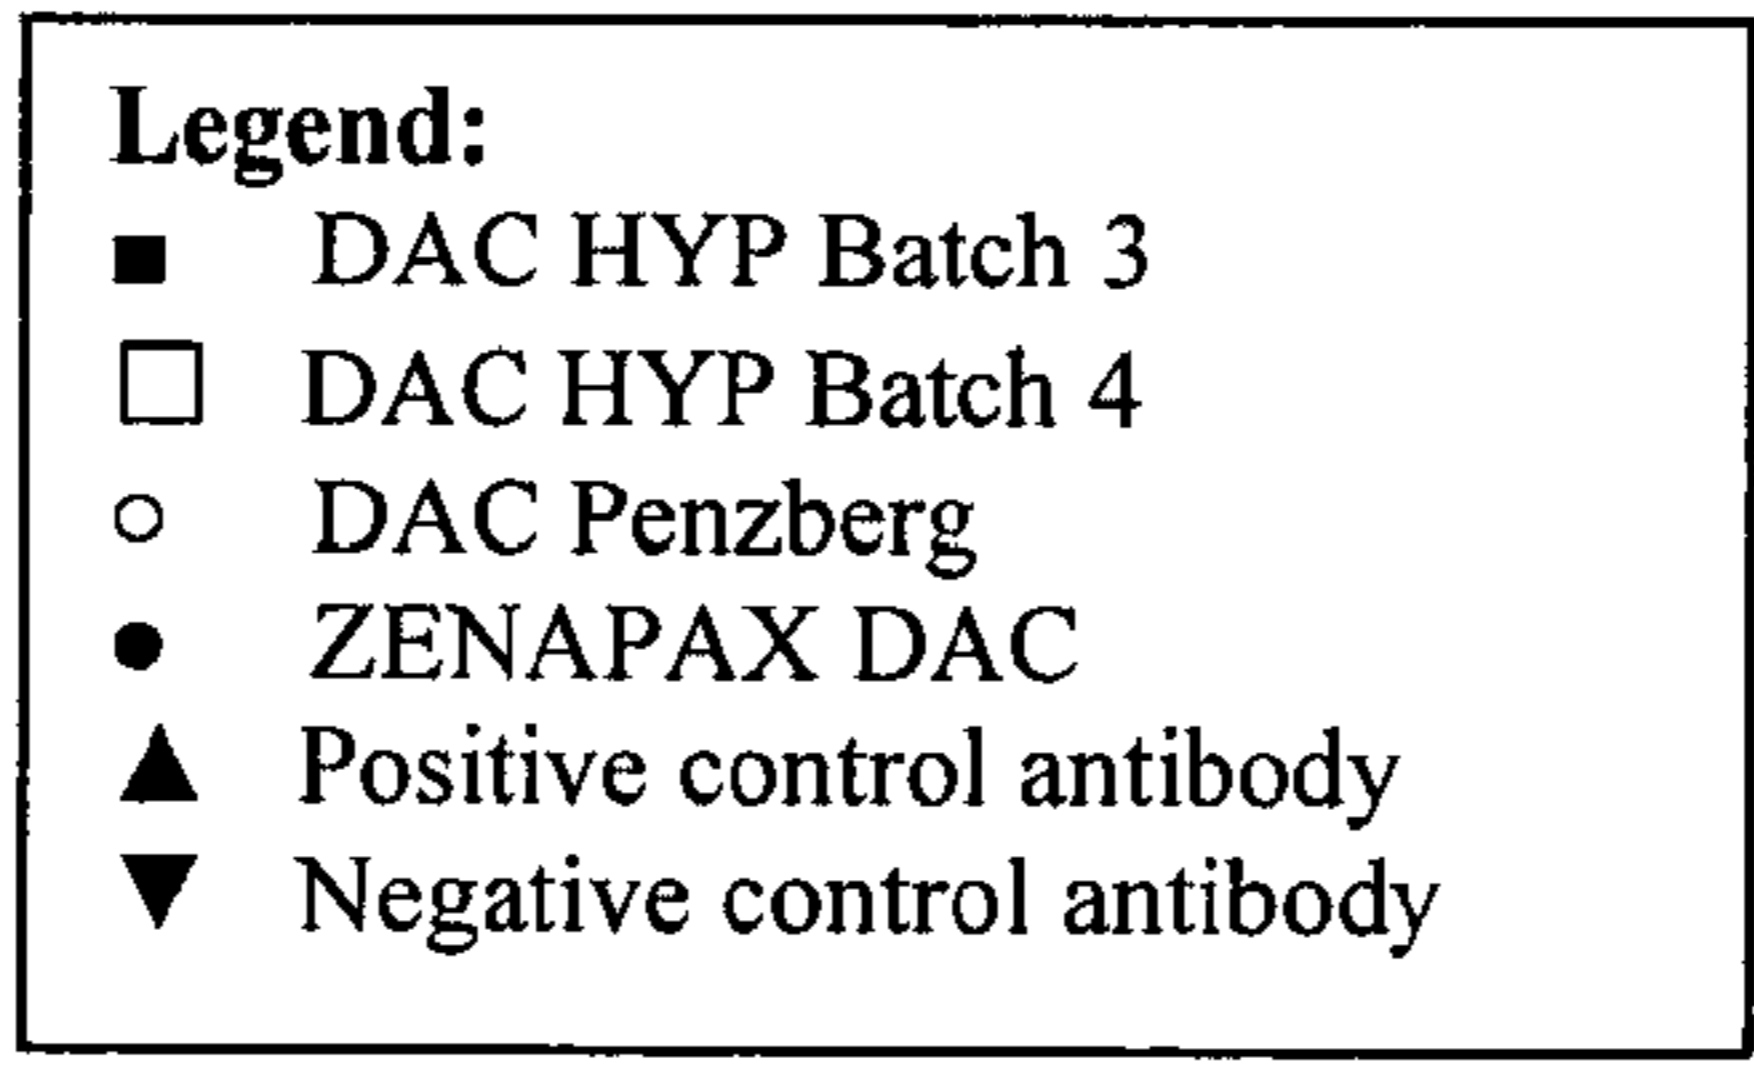 Legend:
DAC HYP Batch 3
DAC HYP Batch 4
DAC Penzberg
ZENAPAX DAC
Positive control antibody
Negative control antibody